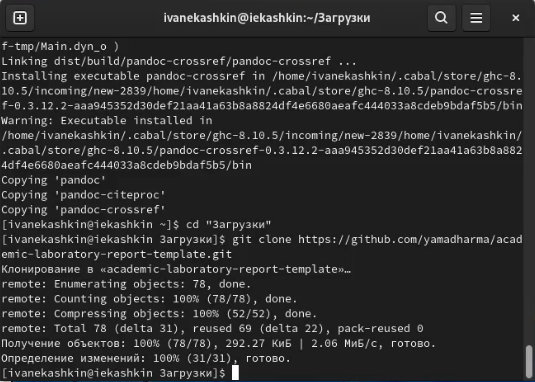 ivanekashkin@iekashkin:~/Загрузки
f-tmp/Main.dyn_o )
Linking dist/build/pandoc-crossref/pandoc-crossref ...
Installing executable pandoc-crossref in /home/ivanekashkin/.cabal/store/ghc-8.
10.5/incoming/new-2839/home/ivanekashkin/.cabal/store/ghc-8.10.5/pandoc-crossre
f-0.3.12.2-aaa945352d30def21aa41a63b8a8824df4e6680aeafc444033a8cdeb9bdaf5b5/bin
Warning: Executable installed in
/home/ivanekashkin/.cabal/store/ghc-8.10.5/incoming/new-2839/home/ivanekashkin/
.cabal/store/ghc-8.10.5/pandoc-crossref-0.3.12.2-aaa945352d30def21aa41a63b8a882
4df4e6680aeafc444033a8cdeb9bdaf5b5/bin
Copying 'pandoc'
Copying 'pandoc-citeproc'
Copying 'pandoc-crossref'
[ivanekashkin@iekashkin ~]$ cd "Загрузки"
[ivanekashkin@iekashkin Загрузки]$ git clone https://github.com/yamadharma/acad
emic-laboratory-report-template.git
Клонирование в «academic-laboratory-report-template»…
remote: Enumerating objects: 78, done.
remote: Counting objects: 100% (78/78), done.
remote: Compressing objects: 100% (52/52), done.
remote: Total 78 (delta 31), reused 69 (delta 22), pack-reused 0
Получение объектов: 100% (78/78), 292.27 КиБ | 2.06 МиБ/с, готово.
Определение изменений: 100% (31/31), готово.
[ivanekashkin@iekashkin Загрузки]$